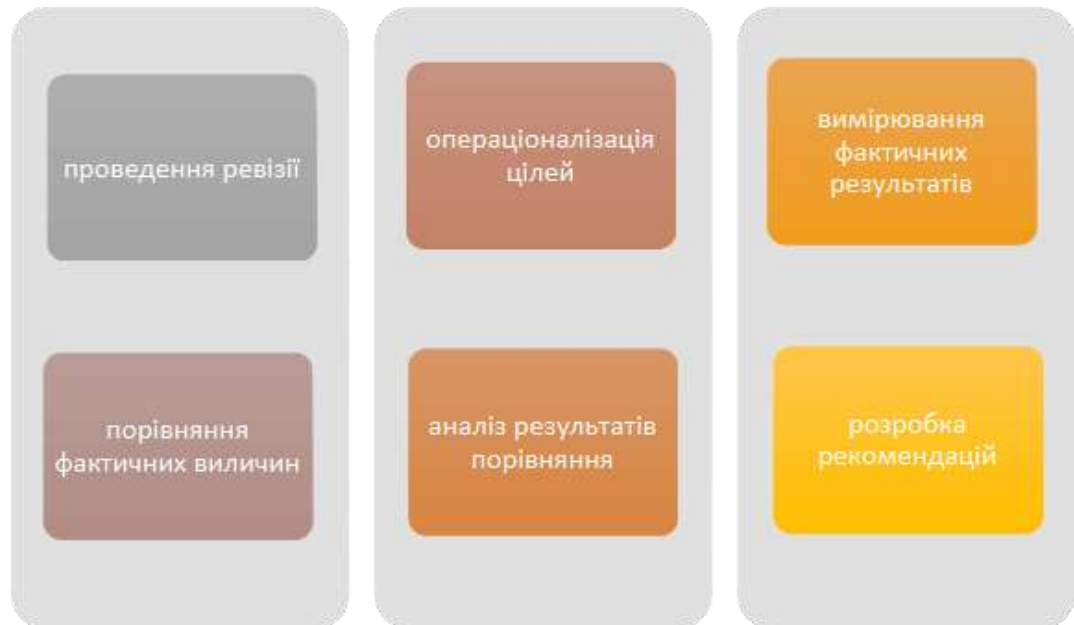 проведення ревізії
операціоналізація
цілей
вимірювання
фактичних
результатів
порівняння
фактичних виличин
аналіз результатів
порівняння
розробка
рекомендацій